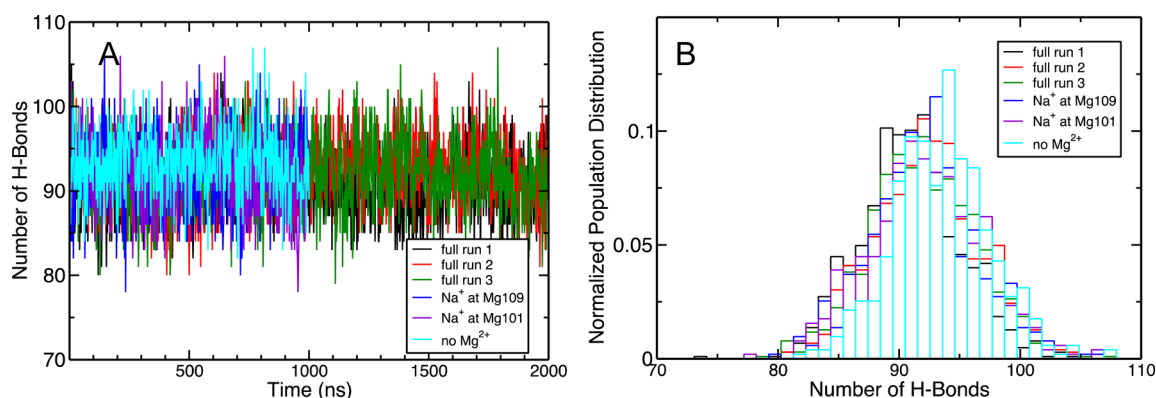 A
Number of H-Bonds
110
100
90
80
70
500
1000
1500
2000
Time (ns)
full run 1
full run 2
full run 3
Na⁺ at Mg109
Na⁺ at Mg101
no Mg²⁺
B
Normalized Population Distribution
0.1
0.05
0
70
80
90
100
110
Number of H-Bonds
full run 1
full run 2
full run 3
Na⁺ at Mg109
Na⁺ at Mg101
no Mg²⁺